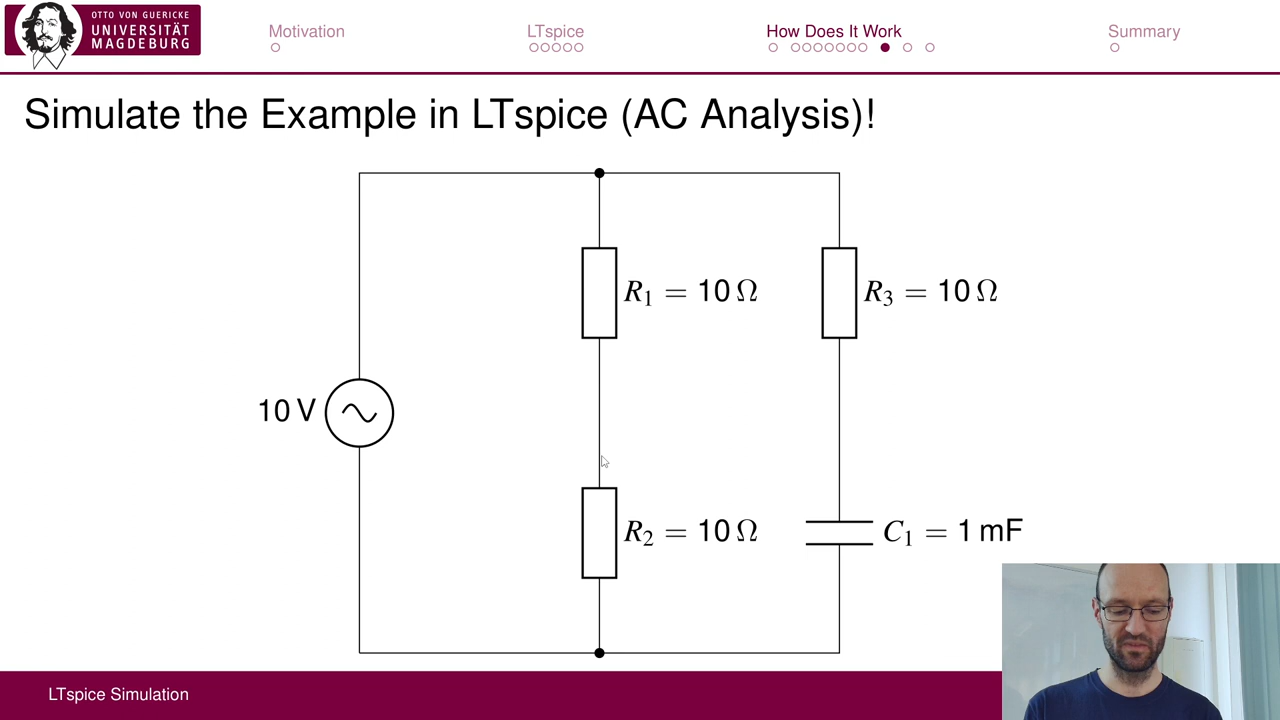 OTTO VON GUERICKE
UNIVERSITÄT
MAGDEBURG
Motivation
LTspice
How Does It Work
Summary
Simulate the Example in LTspice (AC Analysis)!
R₁ = 10 Ω
R₃ = 10 Ω
10 V
R₂ = 10 Ω
C₁ = 1 mF
LTspice Simulation